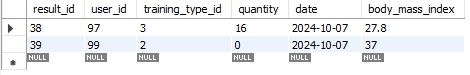 result_id user_id training_type_id quantity date body_mass_index
38 97 3 16 2024-10-07 27.8
39 99 2 0 2024-10-07 37
NULL NULL NULL NULL NULL NULL